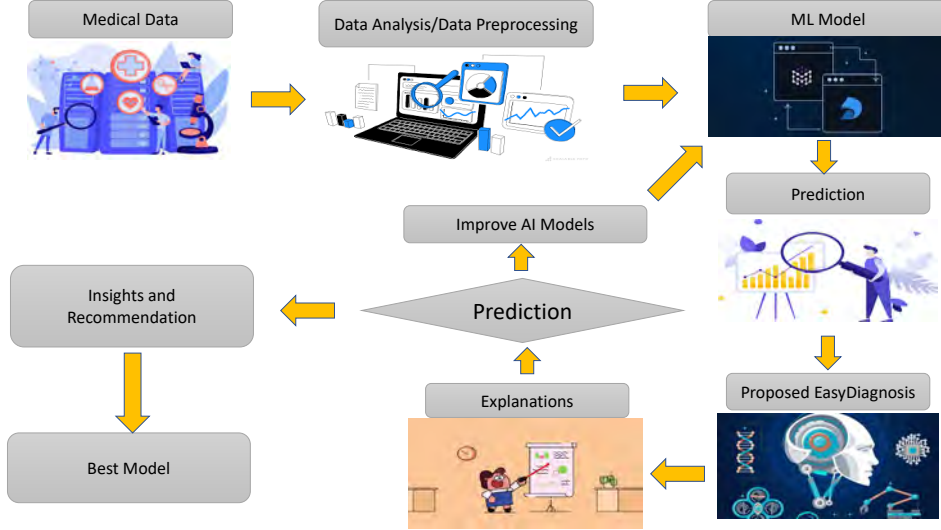 Medical Data
Data Analysis/Data Preprocessing
ML Model
Prediction
Improve AI Models
Insights and
Recommendation
Prediction
Explanations
Proposed EasyDiagnosis
Best Model